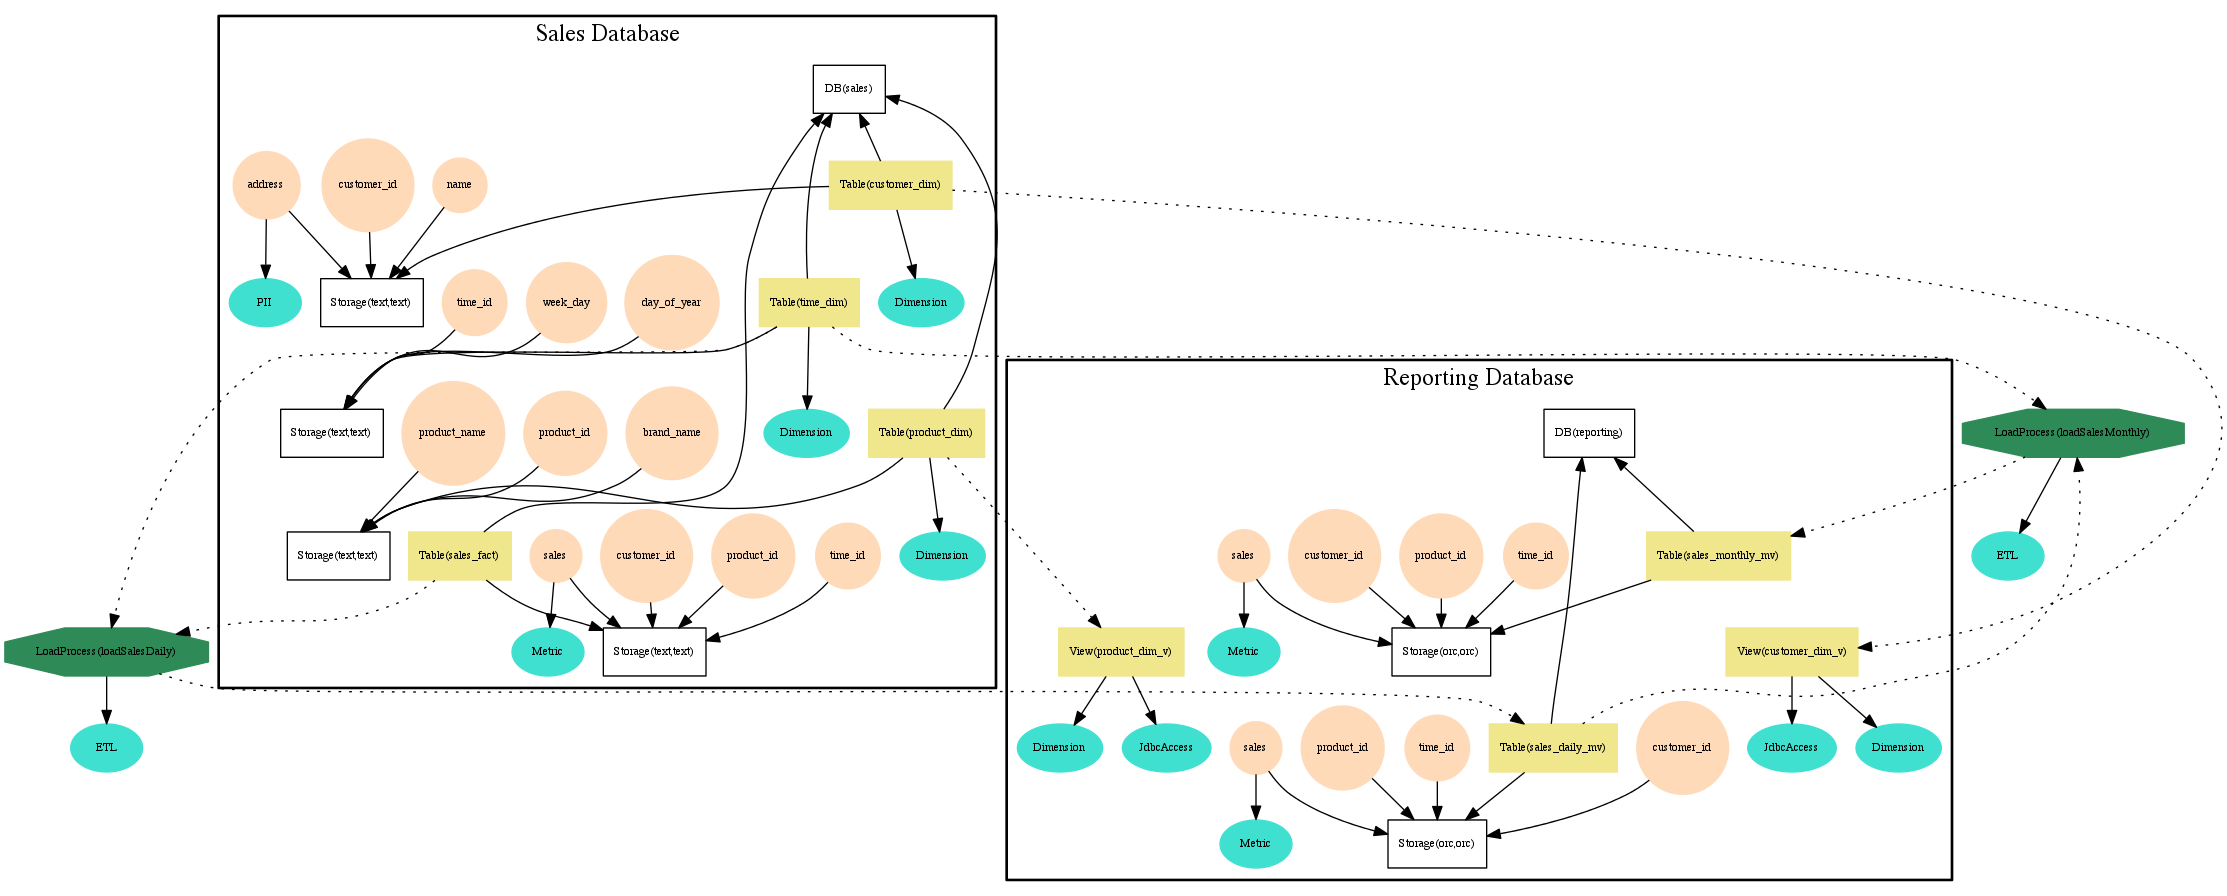 Sales Database
DB(sales)
address
customer_id
name
Table(customer_dim)
PII
Storage(text,text)
time_id
week_day
day_of_year
Table(time_dim)
Dimension
Storage(text,text)
product_name
product_id
brand_name
Dimension
Table(product_dim)
Storage(text,text)
Table(sales_fact)
sales
customer_id
product_id
time_id
Dimension
Metric
Storage(text,text)
LoadProcess(loadSalesDaily)
ETL
Reporting Database
DB(reporting)
LoadProcess(loadSalesMonthly)
sales
customer_id
product_id
time_id
Table(sales_monthly_mv)
ETL
View(product_dim_v)
Metric
Storage(orc,orc)
View(customer_dim_v)
Dimension
JdbcAccess
sales
product_id
time_id
Table(sales_daily_mv)
customer_id
JdbcAccess
Dimension
Metric
Storage(orc,orc)